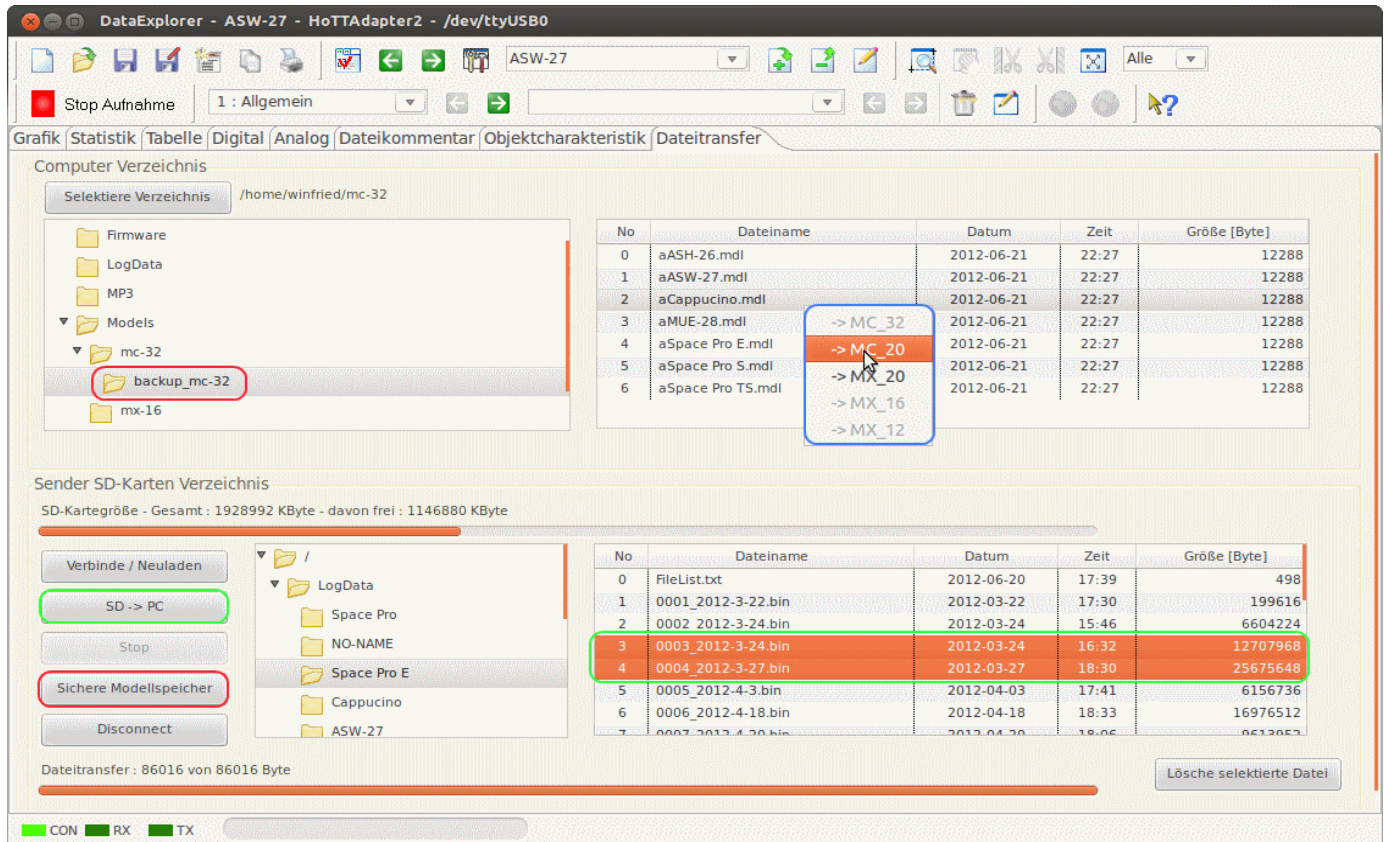 DataExplorer - ASW-27 - HoTTAdapter2 - /dev/ttyUSB0
ASW-27 Alle
Stop Aufnahme 1 : Allgemein
Grafik Statistik Tabelle Digital Analog Dateikommentar Objektcharakteristik Dateitransfer
Computer Verzeichnis
Selektiere Verzeichnis /home/winfried/mc-32
Firmware
LogData
MP3
Models
mc-32
backup_mc-32
mx-16
No Dateiname Datum Zeit Größe [Byte]
0 aASH-26.mdl 2012-06-21 22:27 12288
1 aASW-27.mdl 2012-06-21 22:27 12288
2 aCappucino.mdl 2012-06-21 22:27 12288
3 aMUE-28.mdl 2012-06-21 22:27 12288
4 aSpace Pro E.mdl 2012-06-21 22:27 12288
5 aSpace Pro S.mdl 2012-06-21 22:27 12288
6 aSpace Pro TS.mdl 2012-06-21 22:27 12288
-> MC_32
-> MC_20
-> MX_20
-> MX_16
-> MX_12
Sender SD-Karten Verzeichnis
SD-Kartegröße - Gesamt : 1928992 KByte - davon frei : 1146880 KByte
Verbinde / Neuladen
SD -> PC
Stop
Sichere Modellspeicher
Disconnect
/
LogData
Space Pro
NO-NAME
Space Pro E
Cappucino
ASW-27
No Dateiname Datum Zeit Größe [Byte]
0 FileList.txt 2012-06-20 17:39 498
1 0001_2012-3-22.bin 2012-03-22 17:30 199616
2 0002_2012-3-24.bin 2012-03-24 15:46 6604224
3 0003_2012-3-24.bin 2012-03-24 16:32 12707968
4 0004_2012-3-27.bin 2012-03-27 18:30 25675648
5 0005_2012-4-3.bin 2012-04-03 17:41 6156736
6 0006_2012-4-18.bin 2012-04-18 18:33 16976512
7 0007_2012-4-20.bin 2012-04-20 18:06 9613952
Dateitransfer : 86016 von 86016 Byte
Lösche selektierte Datei
CON RX TX